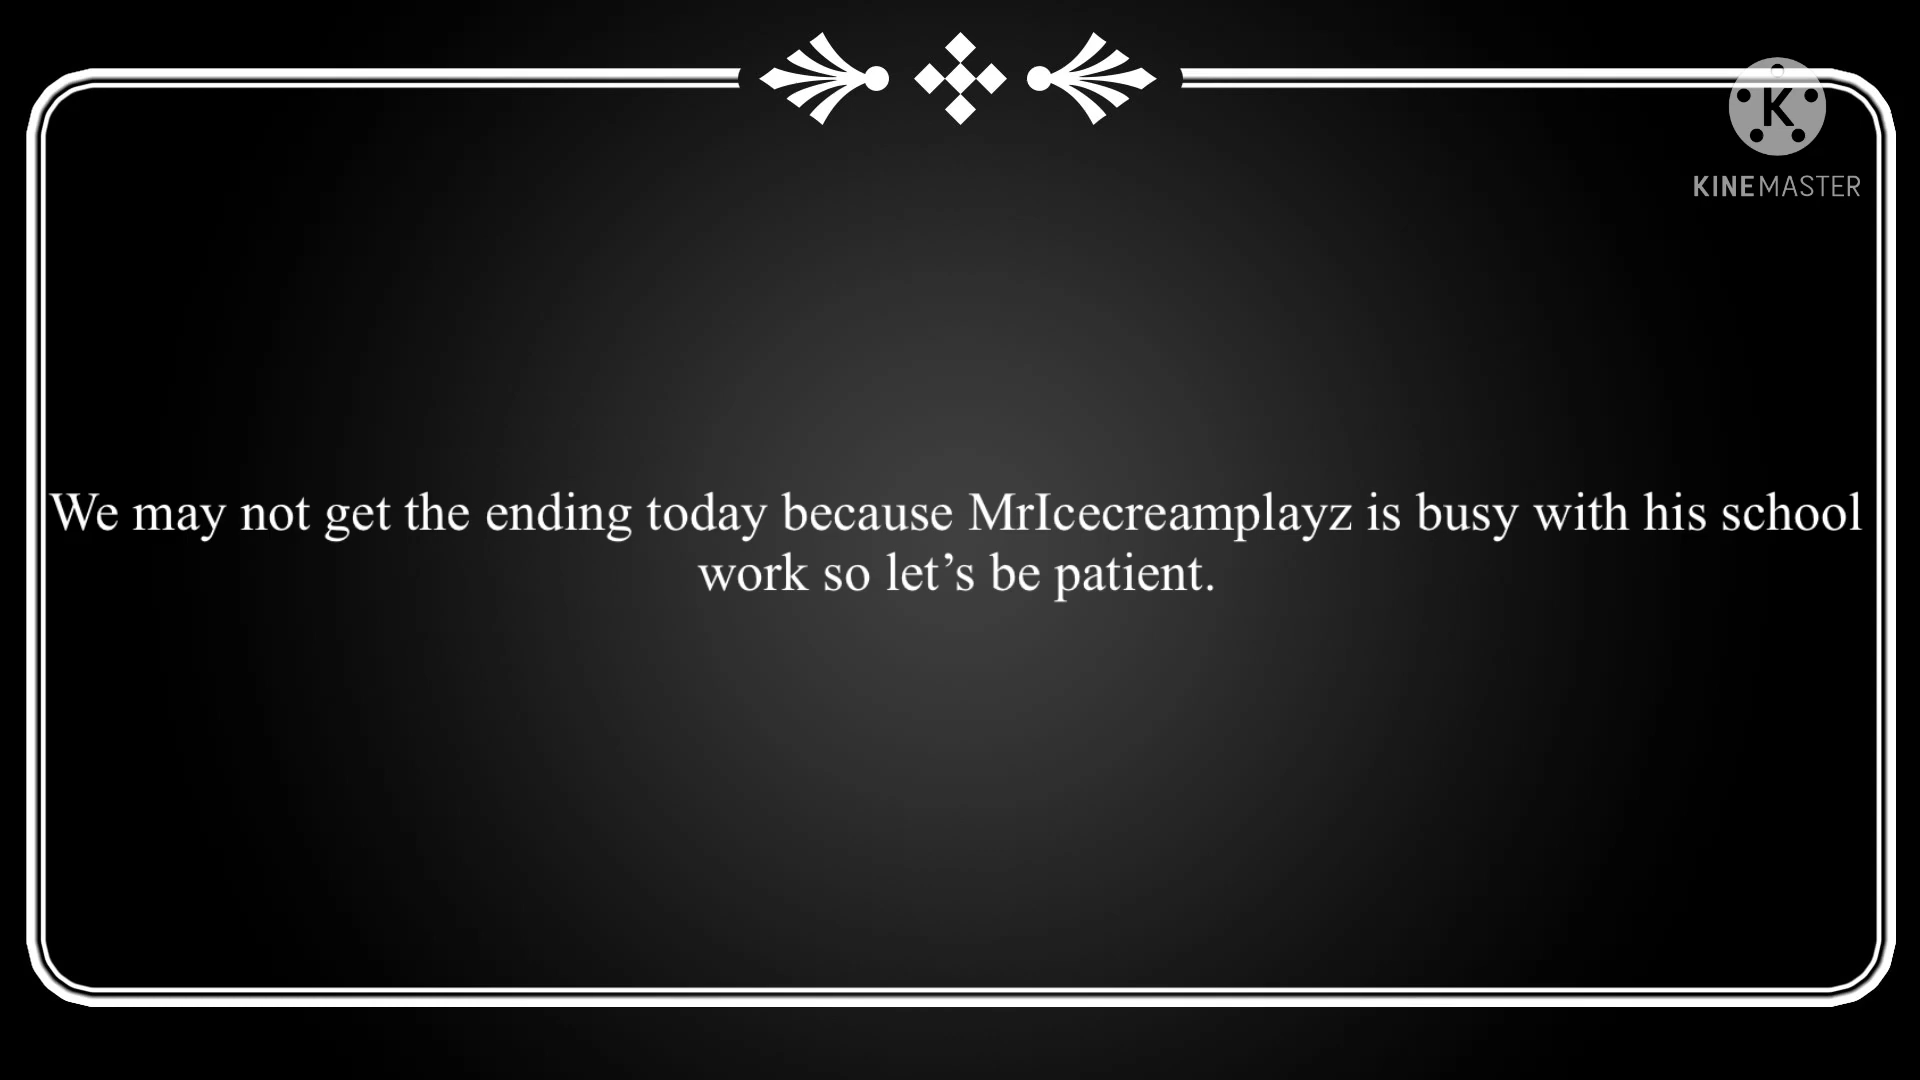 K
KINEMASTER
We may not get the ending today because MrIcecreamplayz is busy with his school
work so let’s be patient.